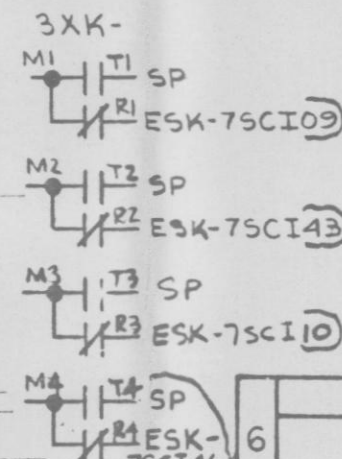 3XK-
M1 T1 SP
R1 ESK-7SCI09
M2 T2 SP
R2 ESK-7SCI43
M3 T3 SP
R3 ESK-7SCI10
M4 T4 SP
R4 ESK- 6